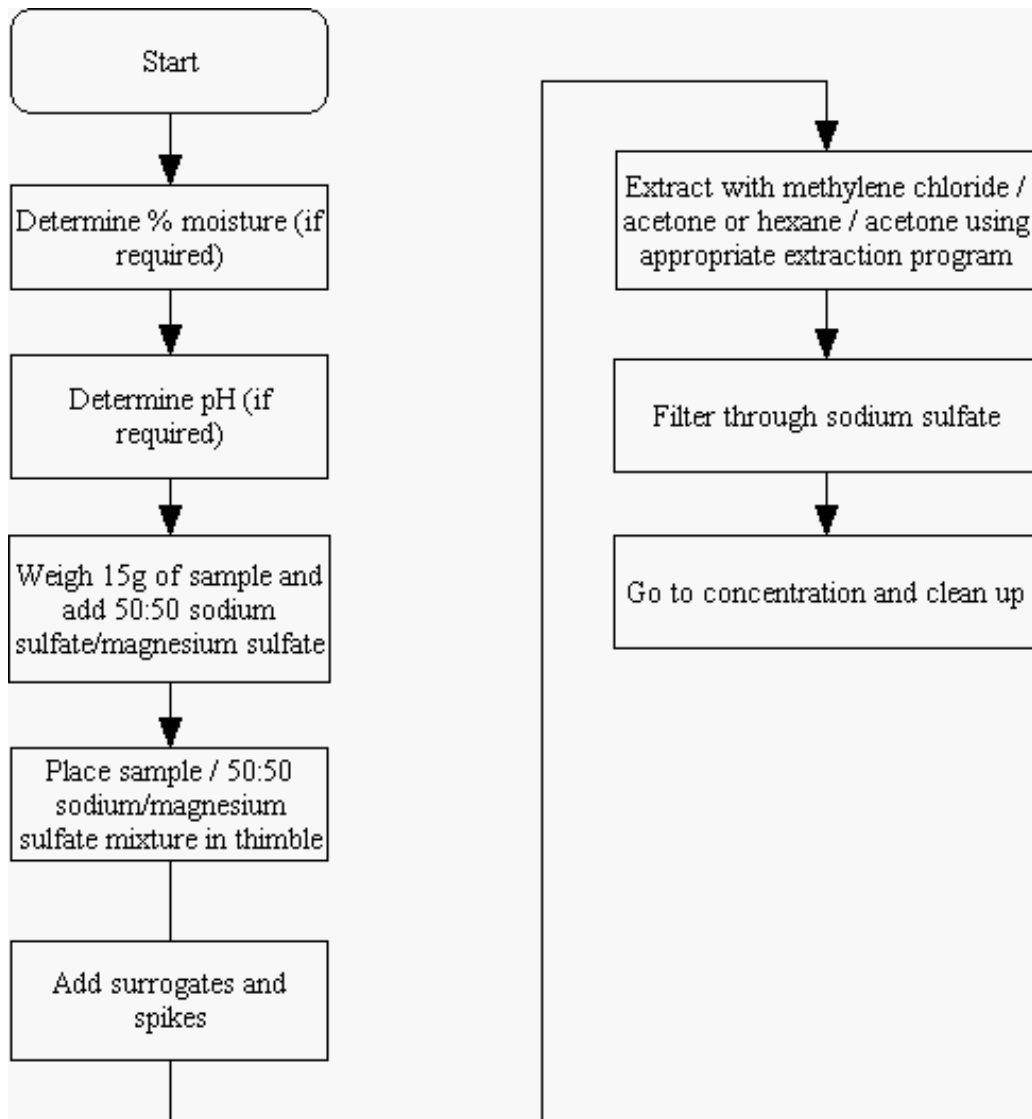 Start
Determine % moisture (if
required)
Determine pH (if
required)
Weigh 15g of sample and
add 50:50 sodium
sulfate/magnesium sulfate
Place sample / 50:50
sodium/magnesium
sulfate mixture in thimble
Add surrogates and
spikes
Extract with methylene chloride /
acetone or hexane / acetone using
appropriate extraction program
Filter through sodium sulfate
Go to concentration and clean up